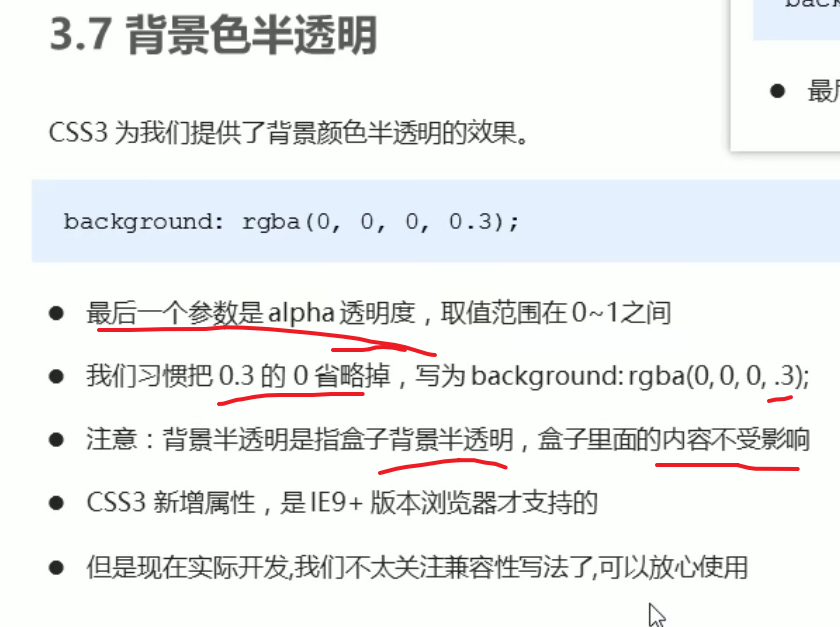 3.7 背景色半透明
CSS3 为我们提供了背景颜色半透明的效果。
background: rgba(0, 0, 0, 0.3);
● 最后一个参数是 alpha 透明度，取值范围在 0~1之间
● 我们习惯把 0.3 的 0 省略掉，写为 background: rgba(0, 0, 0, .3);
● 注意：背景半透明是指盒子背景半透明，盒子里面的内容不受影响
● CSS3 新增属性，是 IE9+ 版本浏览器才支持的
● 但是现在实际开发,我们不太关注兼容性写法了,可以放心使用
● 最